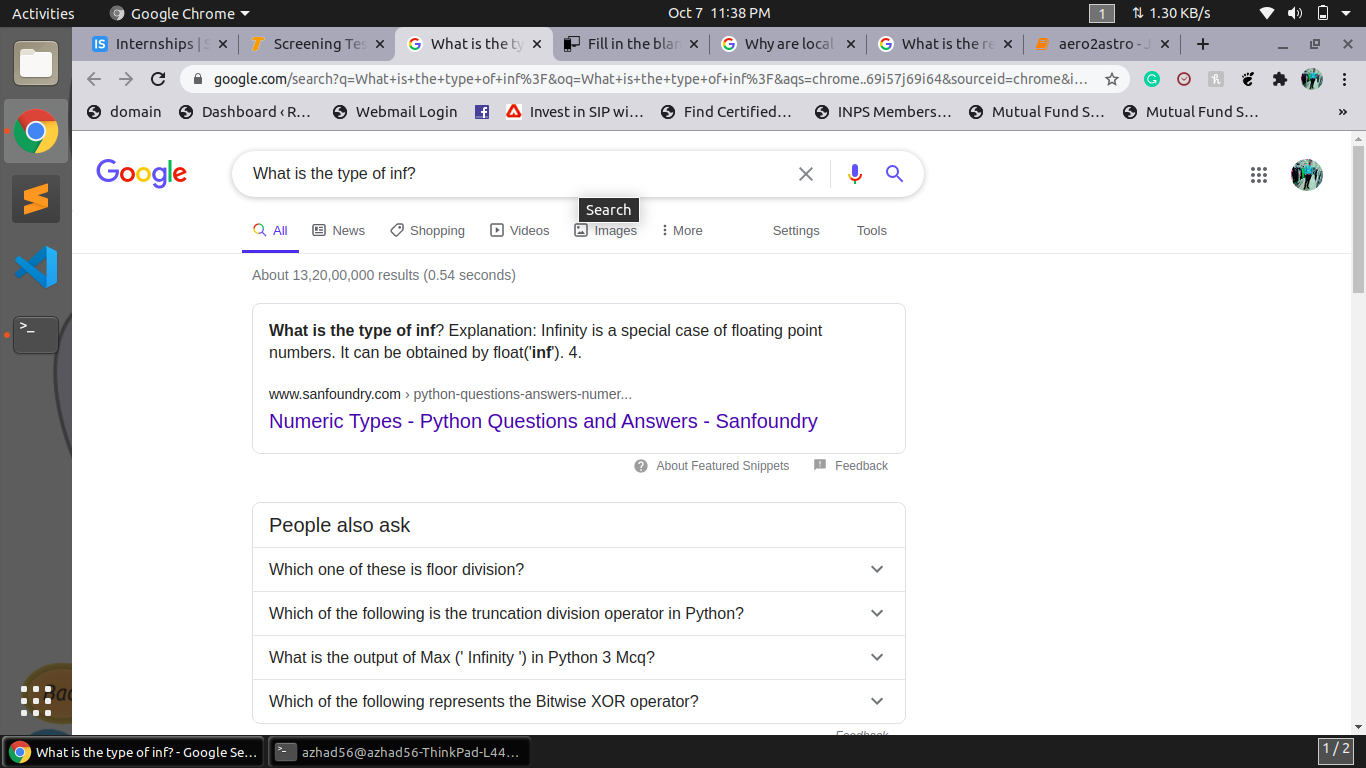 Activities Google Chrome Oct 7 11:38 PM 1 1.30 KB/s
Internships | S What is the ty
Screening Tes
Fill in the blan
Why are local
What is the re
aero2astro - J
google.com/search?q=What+is+the+type+of+inf%3F&oq=What+is+the+type+of+inf%3F&aqs=chrome..69i57j69i64&sourceid=chrome&i…
domain Dashboard ‹ R… Webmail Login Invest in SIP wi… Find Certified… INPS Members… Mutual Fund S… Mutual Fund S… »
Google What is the type of inf?
Search
All News Shopping Videos Images More Settings Tools
About 13,20,00,000 results (0.54 seconds)
What is the type of inf? Explanation: Infinity is a special case of floating point
numbers. It can be obtained by float('inf'). 4.
www.sanfoundry.com › python-questions-answers-numer...
Numeric Types - Python Questions and Answers - Sanfoundry
About Featured Snippets Feedback
People also ask
Which one of these is floor division?
Which of the following is the truncation division operator in Python?
What is the output of Max (' Infinity ') in Python 3 Mcq?
Which of the following represents the Bitwise XOR operator?
Feedback
What is the type of inf? - Google Se… azhad56@azhad56-ThinkPad-L44… 1 / 2